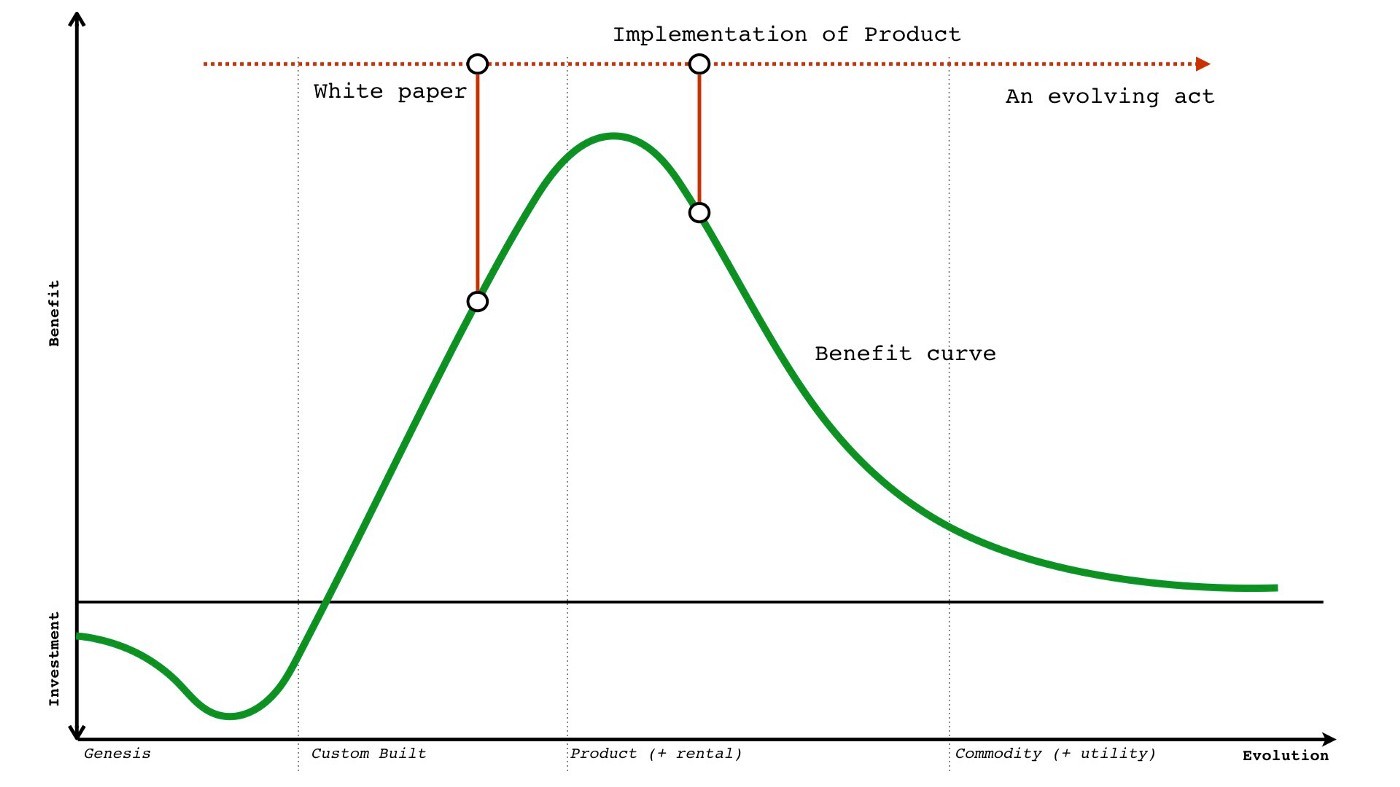 Implementation of Product
White paper
An evolving act
Benefit
Benefit curve
Investment
Genesis
Custom Built
Product (+ rental)
Commodity (+ utility)
Evolution